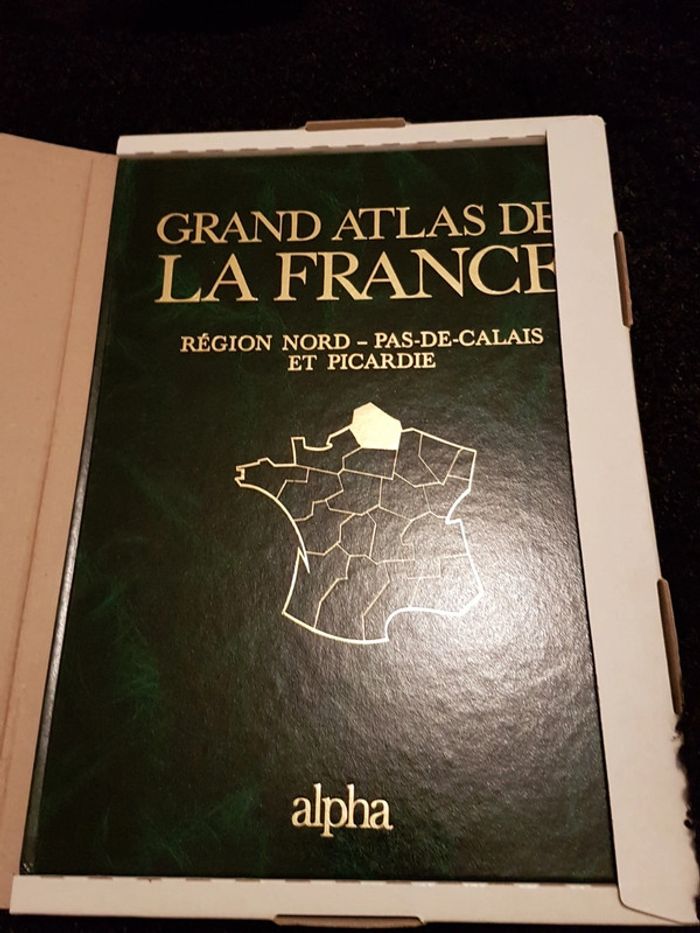 GRAND ATLAS DE
LA FRANCE
RÉGION NORD – PAS-DE-CALAIS
ET PICARDIE
alpha